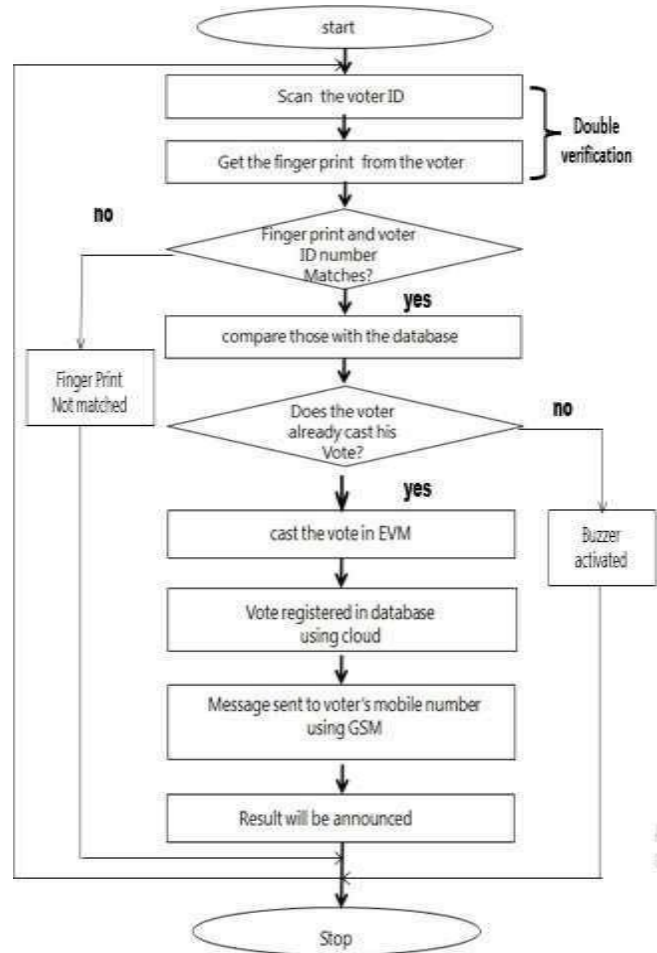 start
Scan the voter ID
Get the finger print from the voter
Double
verification
no
Finger print and voter
ID number
Matches?
yes
compare those with the database
Finger Print
Not matched
Does the voter
already cast his
Vote?
no
yes
cast the vote in EVM
Buzzer
activated
Vote registered in database
using cloud
Message sent to voter's mobile number
using GSM
Result will be announced
Stop